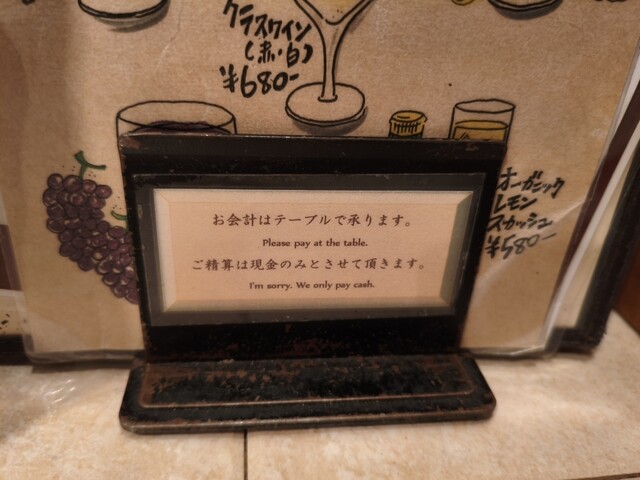 グラスワイン
(赤・白)
¥680-
お会計はテーブルで承ります。
Please pay at the table.
ご精算は現金のみとさせて頂きます。
I'm sorry. We only pay cash.
オーガニック
レモン
スカッシュ
¥580-